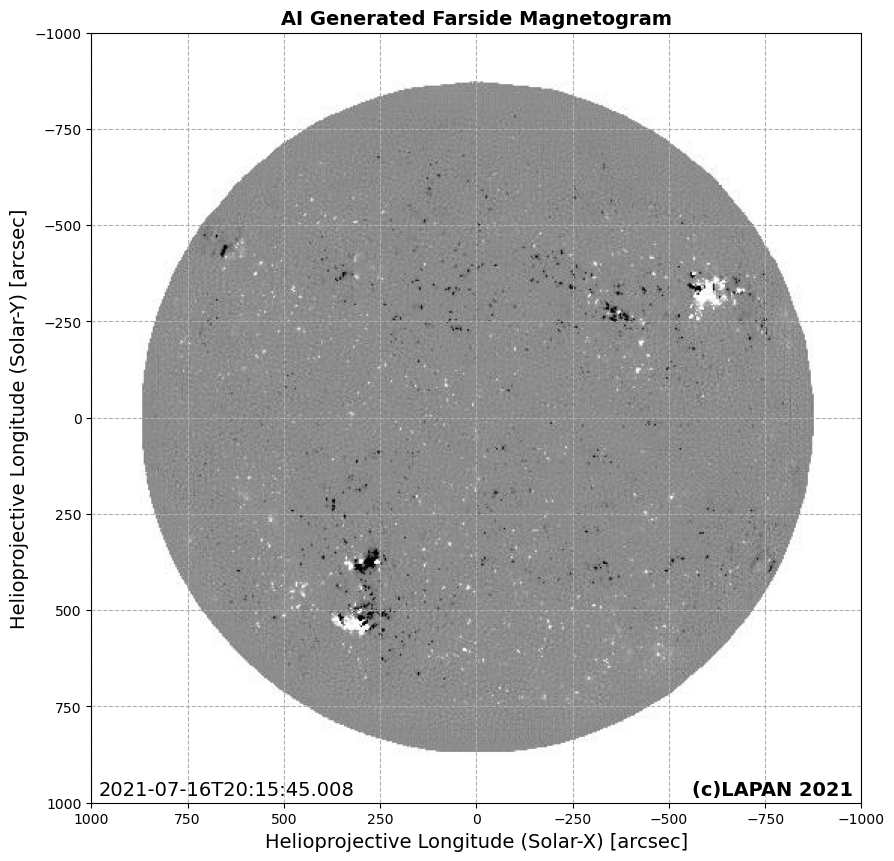 AI Generated Farside Magnetogram
−1000
−750
−500
−250
0
250
500
750
1000
Helioprojective Longitude (Solar-Y) [arcsec]
2021-07-16T20:15:45.008
(c)LAPAN 2021
1000 750 500 250 0 −250 −500 −750 −1000
Helioprojective Longitude (Solar-X) [arcsec]